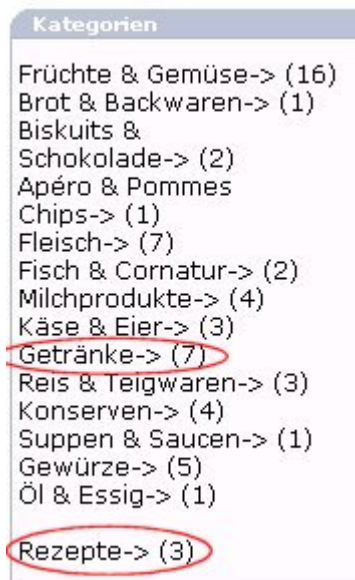 Kategorien
Früchte & Gemüse-> (16)
Brot & Backwaren-> (1)
Biskuits &
Schokolade-> (2)
Apéro & Pommes
Chips-> (1)
Fleisch-> (7)
Fisch & Cornatur-> (2)
Milchprodukte-> (4)
Käse & Eier-> (3)
Getränke-> (7)
Reis & Teigwaren-> (3)
Konserven-> (4)
Suppen & Saucen-> (1)
Gewürze-> (5)
Öl & Essig-> (1)
Rezepte-> (3)